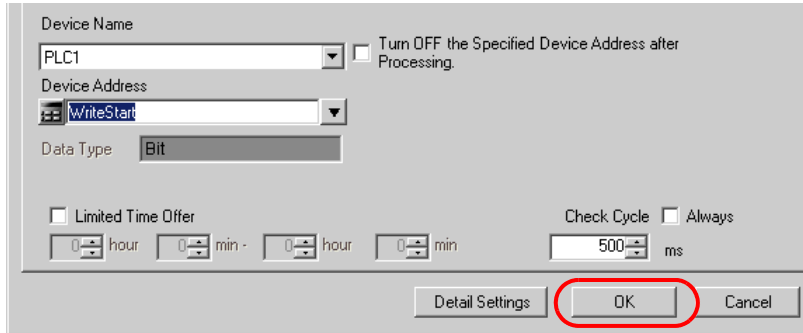 Device Name
PLC1
Turn OFF the Specified Device Address after
Processing.
Device Address
WriteStart
Data Type Bit
Limited Time Offer
Check Cycle Always
0 hour 0 min - 0 hour 0 min
500 ms
Detail Settings OK Cancel